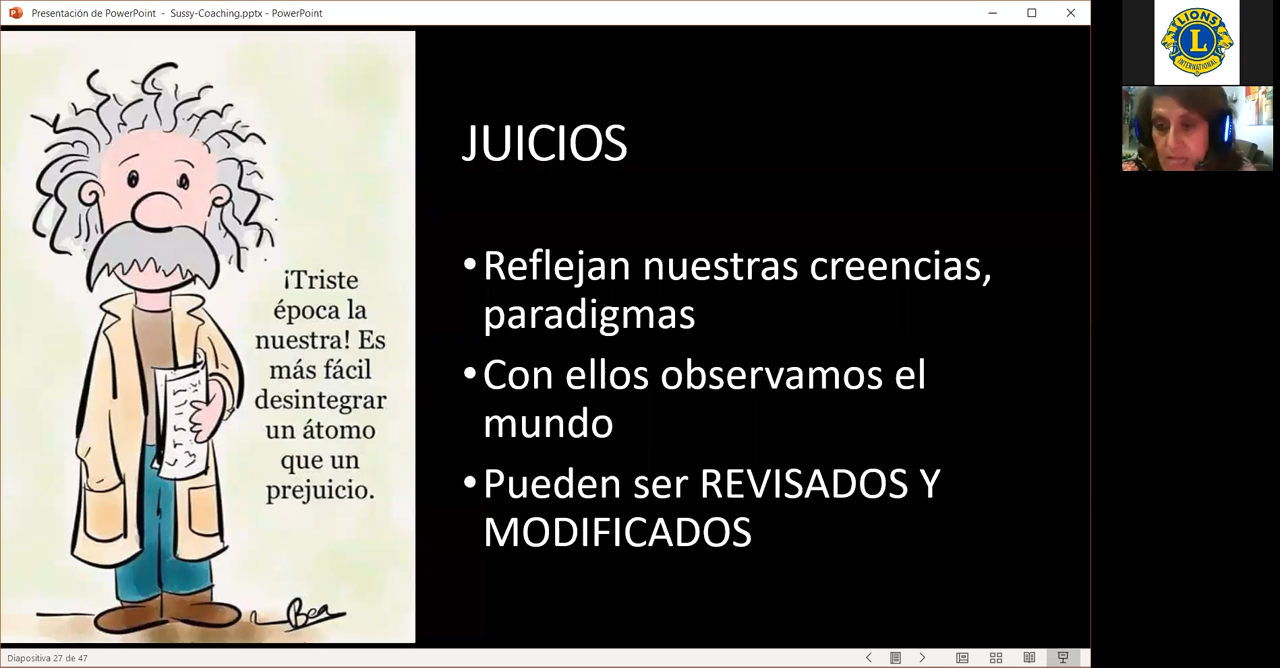 Presentación de PowerPoint - Sussy-Coaching.pptx - PowerPoint
¡Triste
época la
nuestra! Es
más fácil
desintegrar
un átomo
que un
prejuicio.
Bea
JUICIOS
•Reflejan nuestras creencias,
paradigmas
•Con ellos observamos el
mundo
•Pueden ser REVISADOS Y
MODIFICADOS
LIONS
L
INTERNATIONAL
Diapositiva 27 de 47